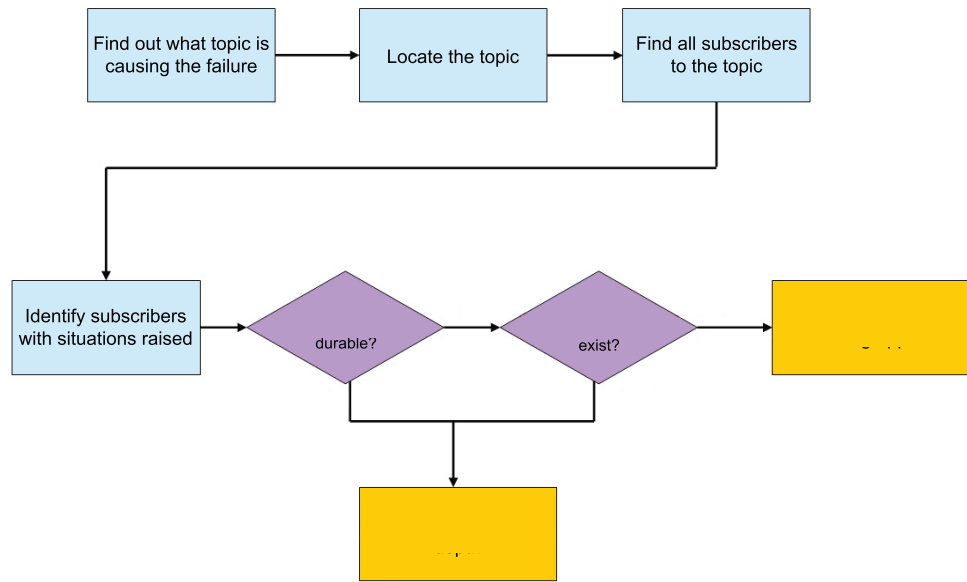 Find out what topic is
causing the failure
Locate the topic
Find all subscribers
to the topic
Identify subscribers
with situations raised
durable?
exist?